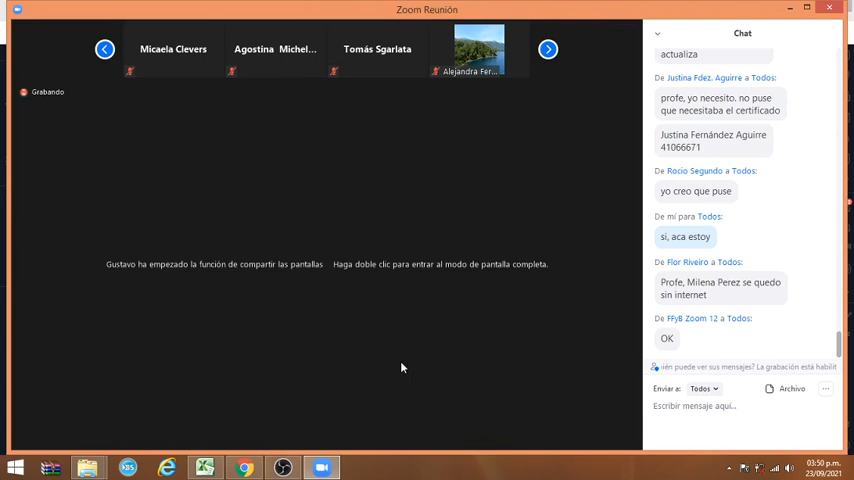 Zoom Reunión
Micaela Clevers
Agostina Michel...
Tomás Sgarlata
Alejandra Fer...
Grabando
Gustavo ha empezado la función de compartir las pantallas
Haga doble clic para entrar al modo de pantalla completa.
Chat
actualiza
De Justina Fdez. Aguirre a Todos:
profe, yo necesito. no puse
que necesitaba el certificado
Justina Fernández Aguirre
41066671
De Rocio Segundo a Todos:
yo creo que puse
De mí para Todos:
si, aca estoy
De Flor Riveiro a Todos:
Profe, Milena Perez se quedo
sin internet
De FFyB Zoom 12 a Todos:
OK
ién puede ver sus mensajes? La grabación está habilit
Enviar a: Todos
Archivo
Escribir mensaje aquí...
03:50 p.m.
23/09/2021